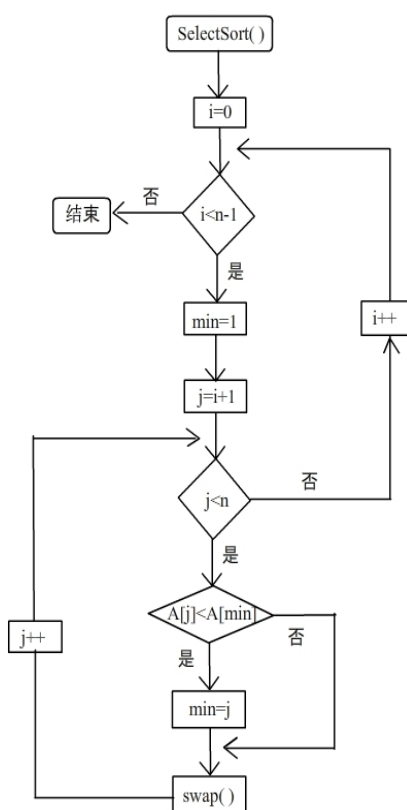 SelectSort( )
i=0
i<n-1
否
结束
是
min=1
i++
j=i+1
j<n
否
是
A[j]<A[min]
否
j++
是
min=j
swap( )